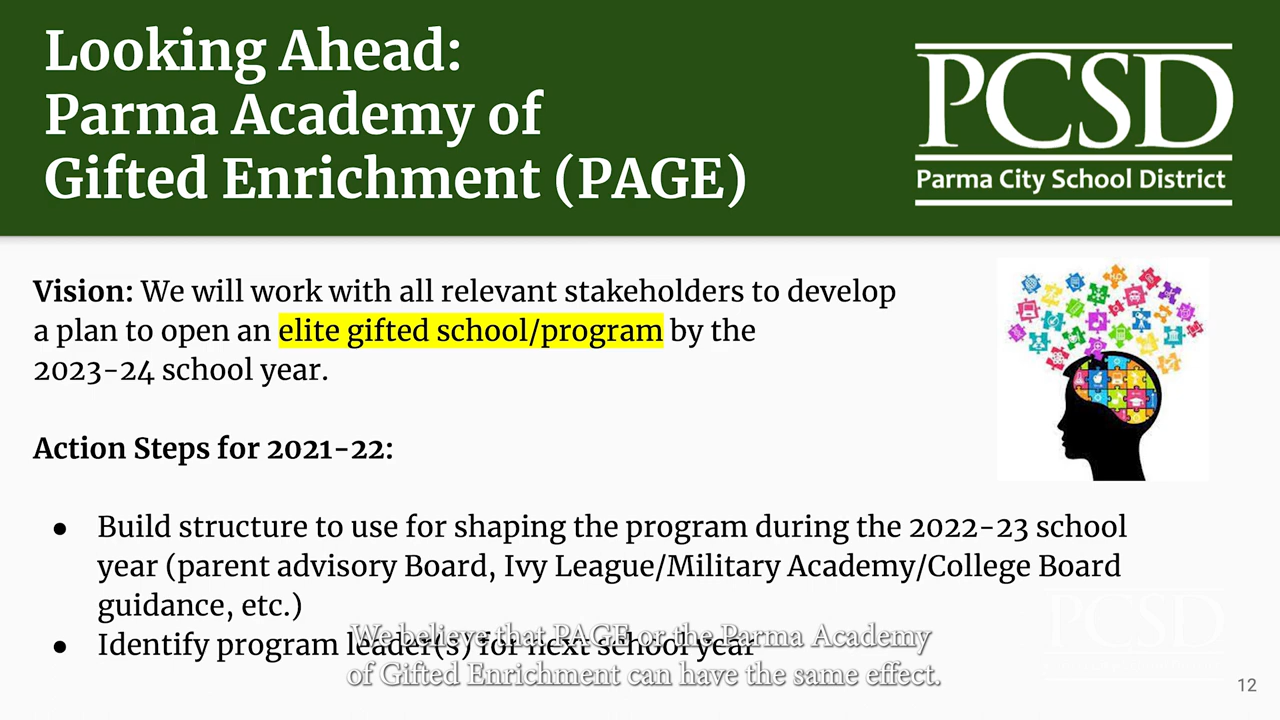 Looking Ahead:
Parma Academy of
Gifted Enrichment (PAGE)
PCSD
Parma City School District
Vision: We will work with all relevant stakeholders to develop
a plan to open an elite gifted school/program by the
2023-24 school year.
Action Steps for 2021-22:
● Build structure to use for shaping the program during the 2022-23 school
year (parent advisory Board, Ivy League/Military Academy/College Board
guidance, etc.)
● Identify program leader(s) for next school year
We believe that PAGE or the Parma Academy
of Gifted Enrichment can have the same effect.
PCSD
12